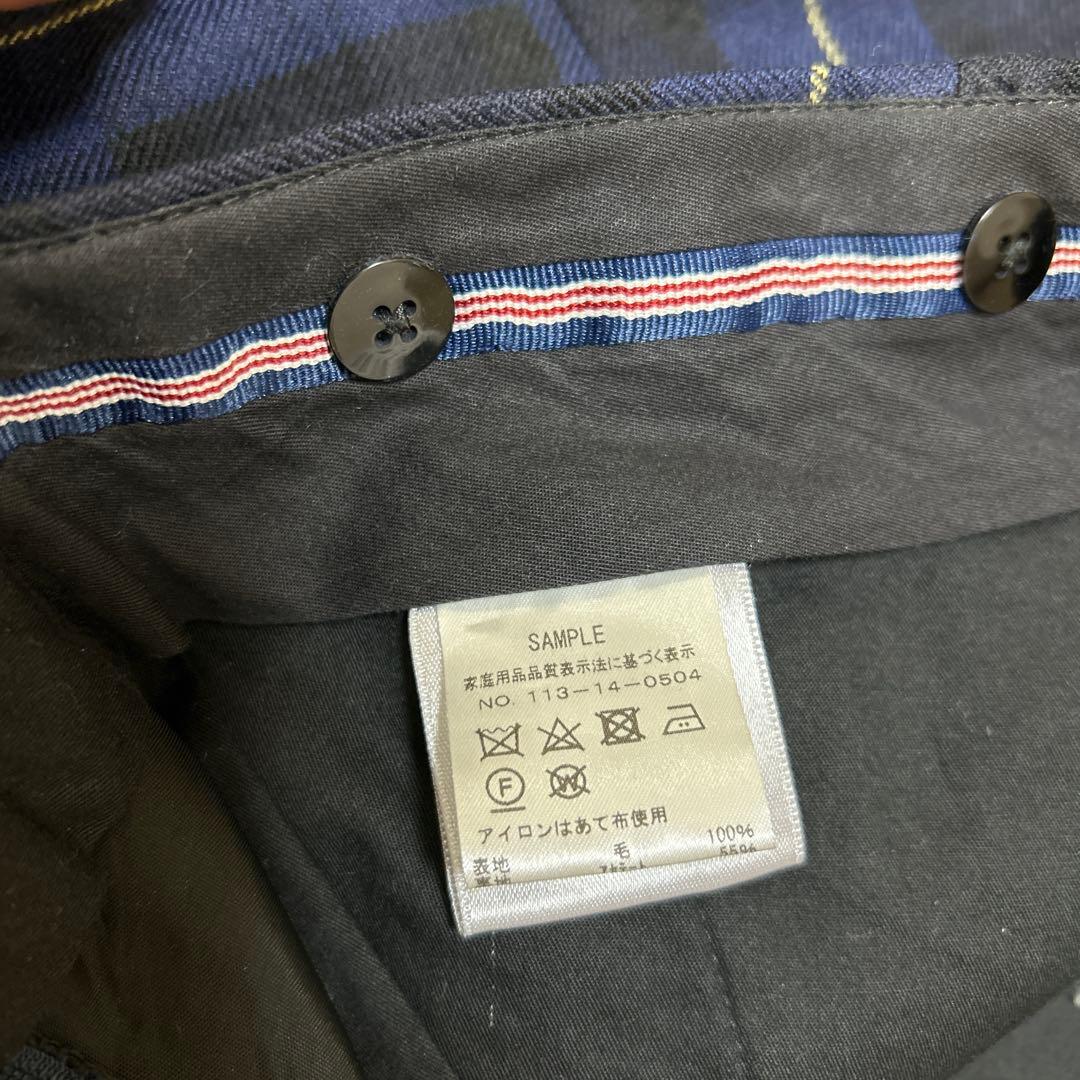 SAMPLE
家庭用品品質表示法に基づく表示
NO. 113-14-0504
F
W
アイロンはあて布使用
表地 毛 100%
55%